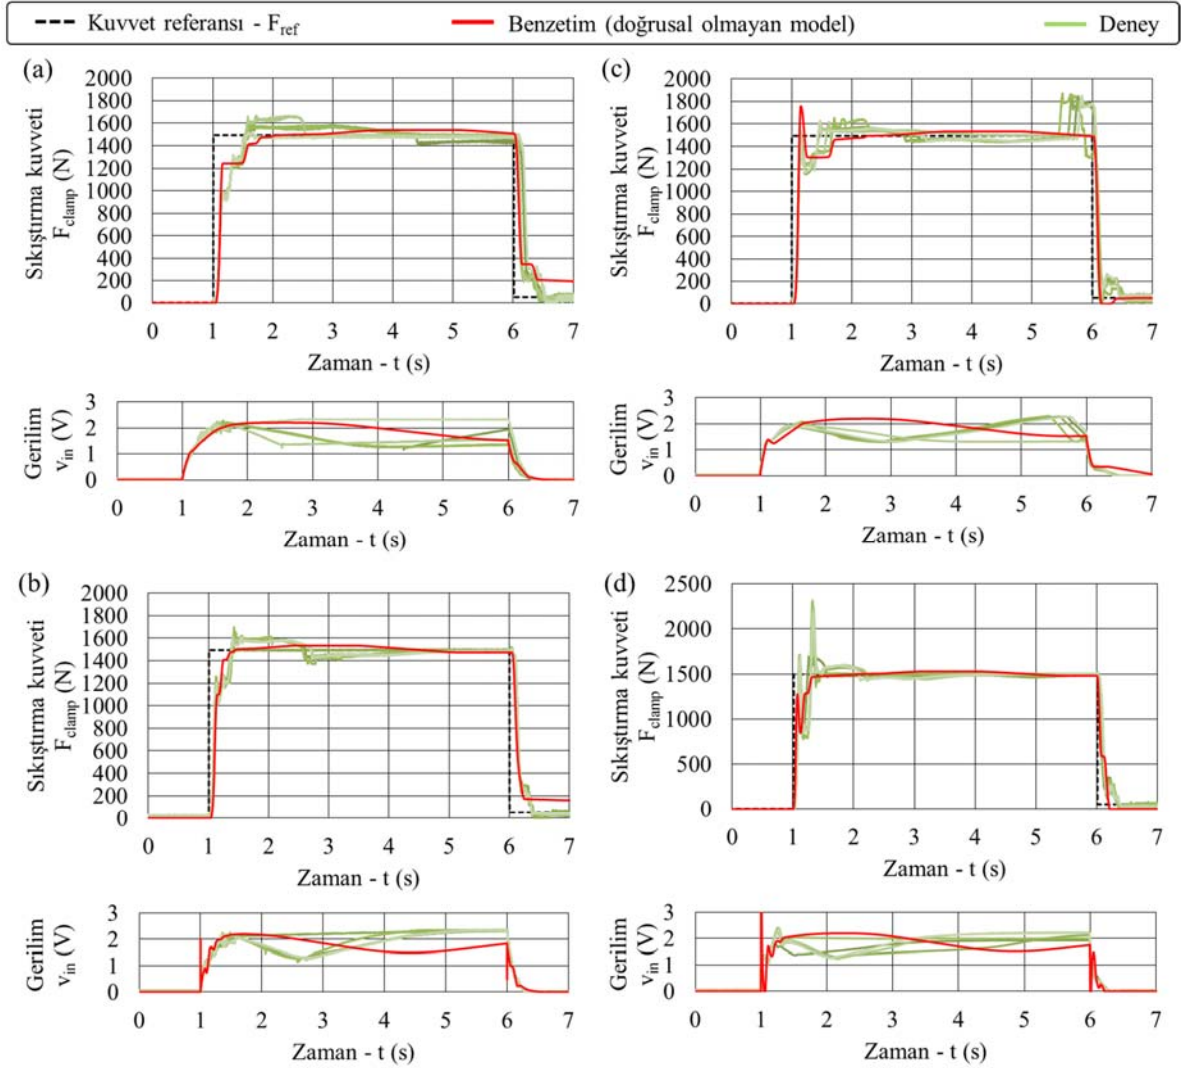 Kuvvet referansı - Fref
Benzetim (doğrusal olmayan model)
Deney
(a)
Sıkıştırma kuvveti
Fclamp (N)
2000
1800
1600
1400
1200
1000
800
600
400
200
0
0 1 2 3 4 5 6 7
Zaman - t (s)
Gerilim
vin (V)
3
2
1
0
0 1 2 3 4 5 6 7
Zaman - t (s)
(c)
Sıkıştırma kuvveti
Fclamp (N)
2000
1800
1600
1400
1200
1000
800
600
400
200
0
0 1 2 3 4 5 6 7
Zaman - t (s)
Gerilim
vin (V)
3
2
1
0
0 1 2 3 4 5 6 7
Zaman - t (s)
(b)
Sıkıştırma kuvveti
Fclamp (N)
2000
1800
1600
1400
1200
1000
800
600
400
200
0
0 1 2 3 4 5 6 7
Zaman - t (s)
Gerilim
vin (V)
3
2
1
0
0 1 2 3 4 5 6 7
Zaman - t (s)
(d)
Sıkıştırma kuvveti
Fclamp (N)
2500
2000
1500
1000
500
0
0 1 2 3 4 5 6 7
Zaman - t (s)
Gerilim
vin (V)
3
2
1
0
0 1 2 3 4 5 6 7
Zaman - t (s)